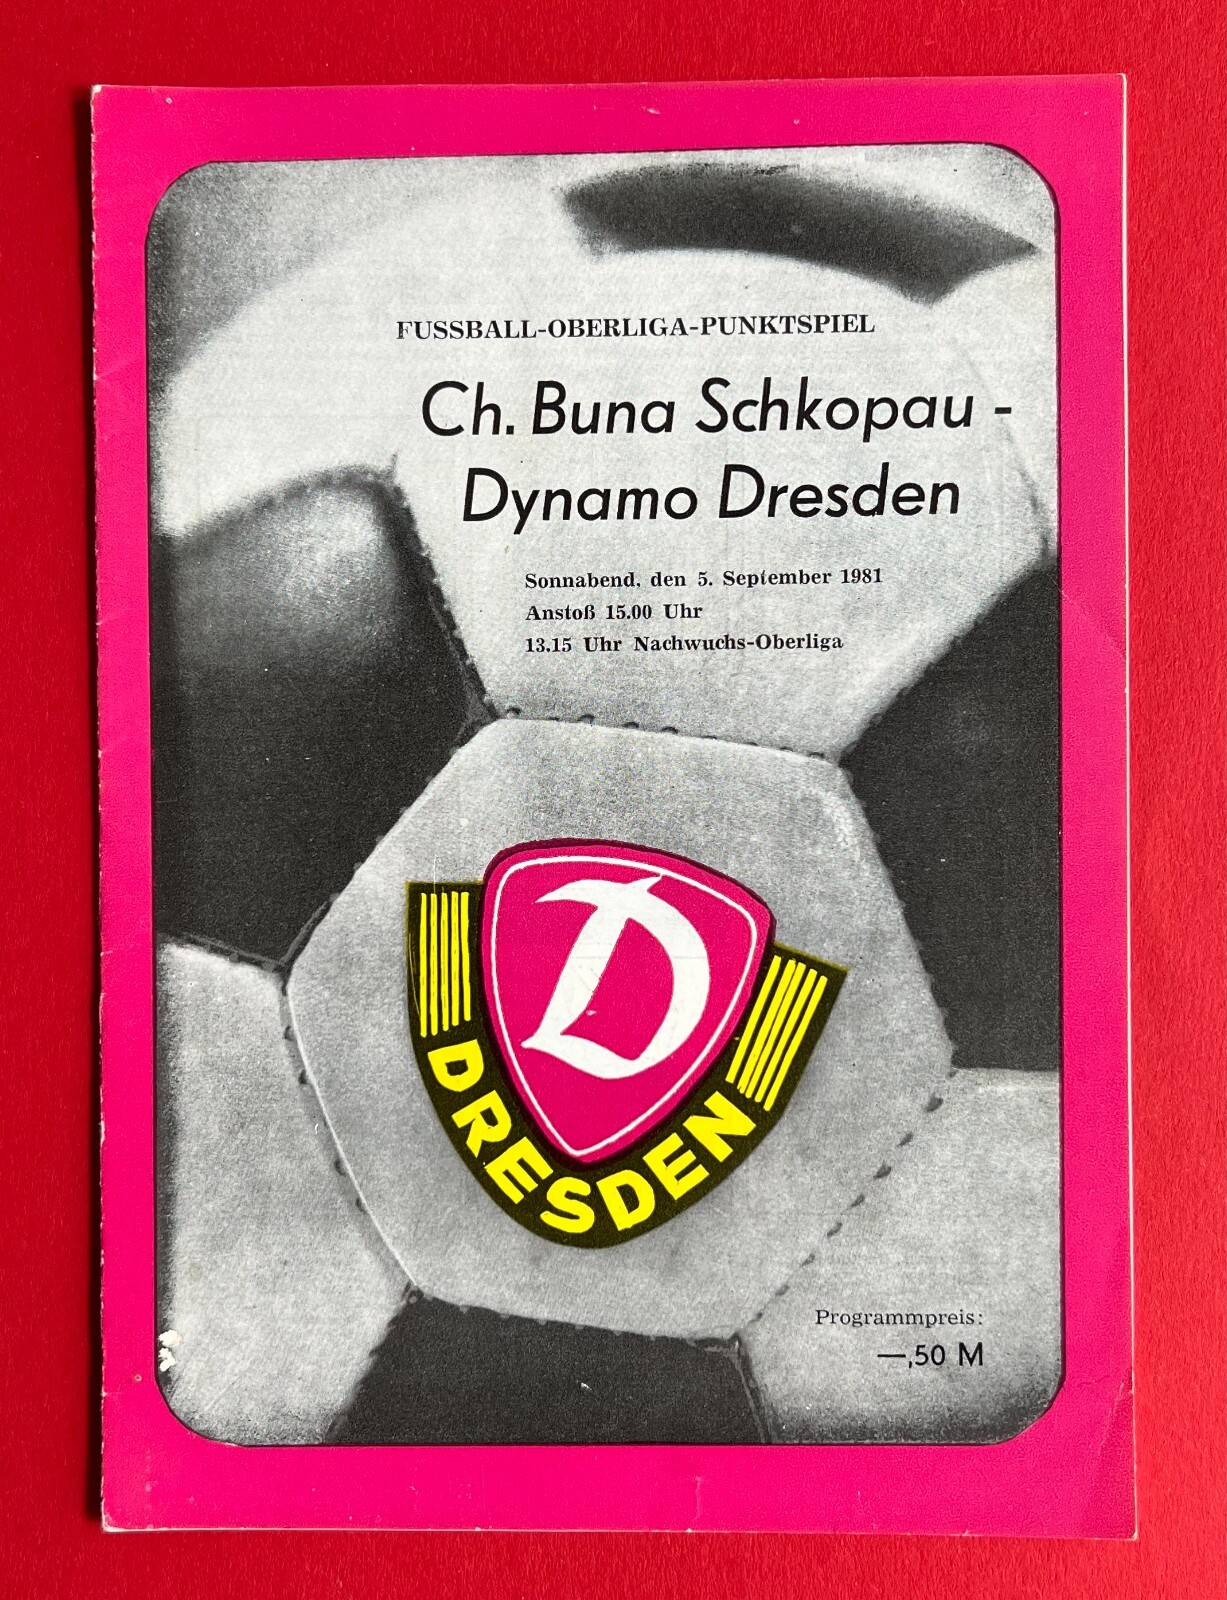 FUSSBALL-OBERLIGA-PUNKTSPIEL
Ch. Buna Schkopau -
Dynamo Dresden
Sonnabend, den 5. September 1981
Anstoß 15.00 Uhr
13.15 Uhr Nachwuchs-Oberliga
D
DRESDEN
Programmpreis:
—,50 M